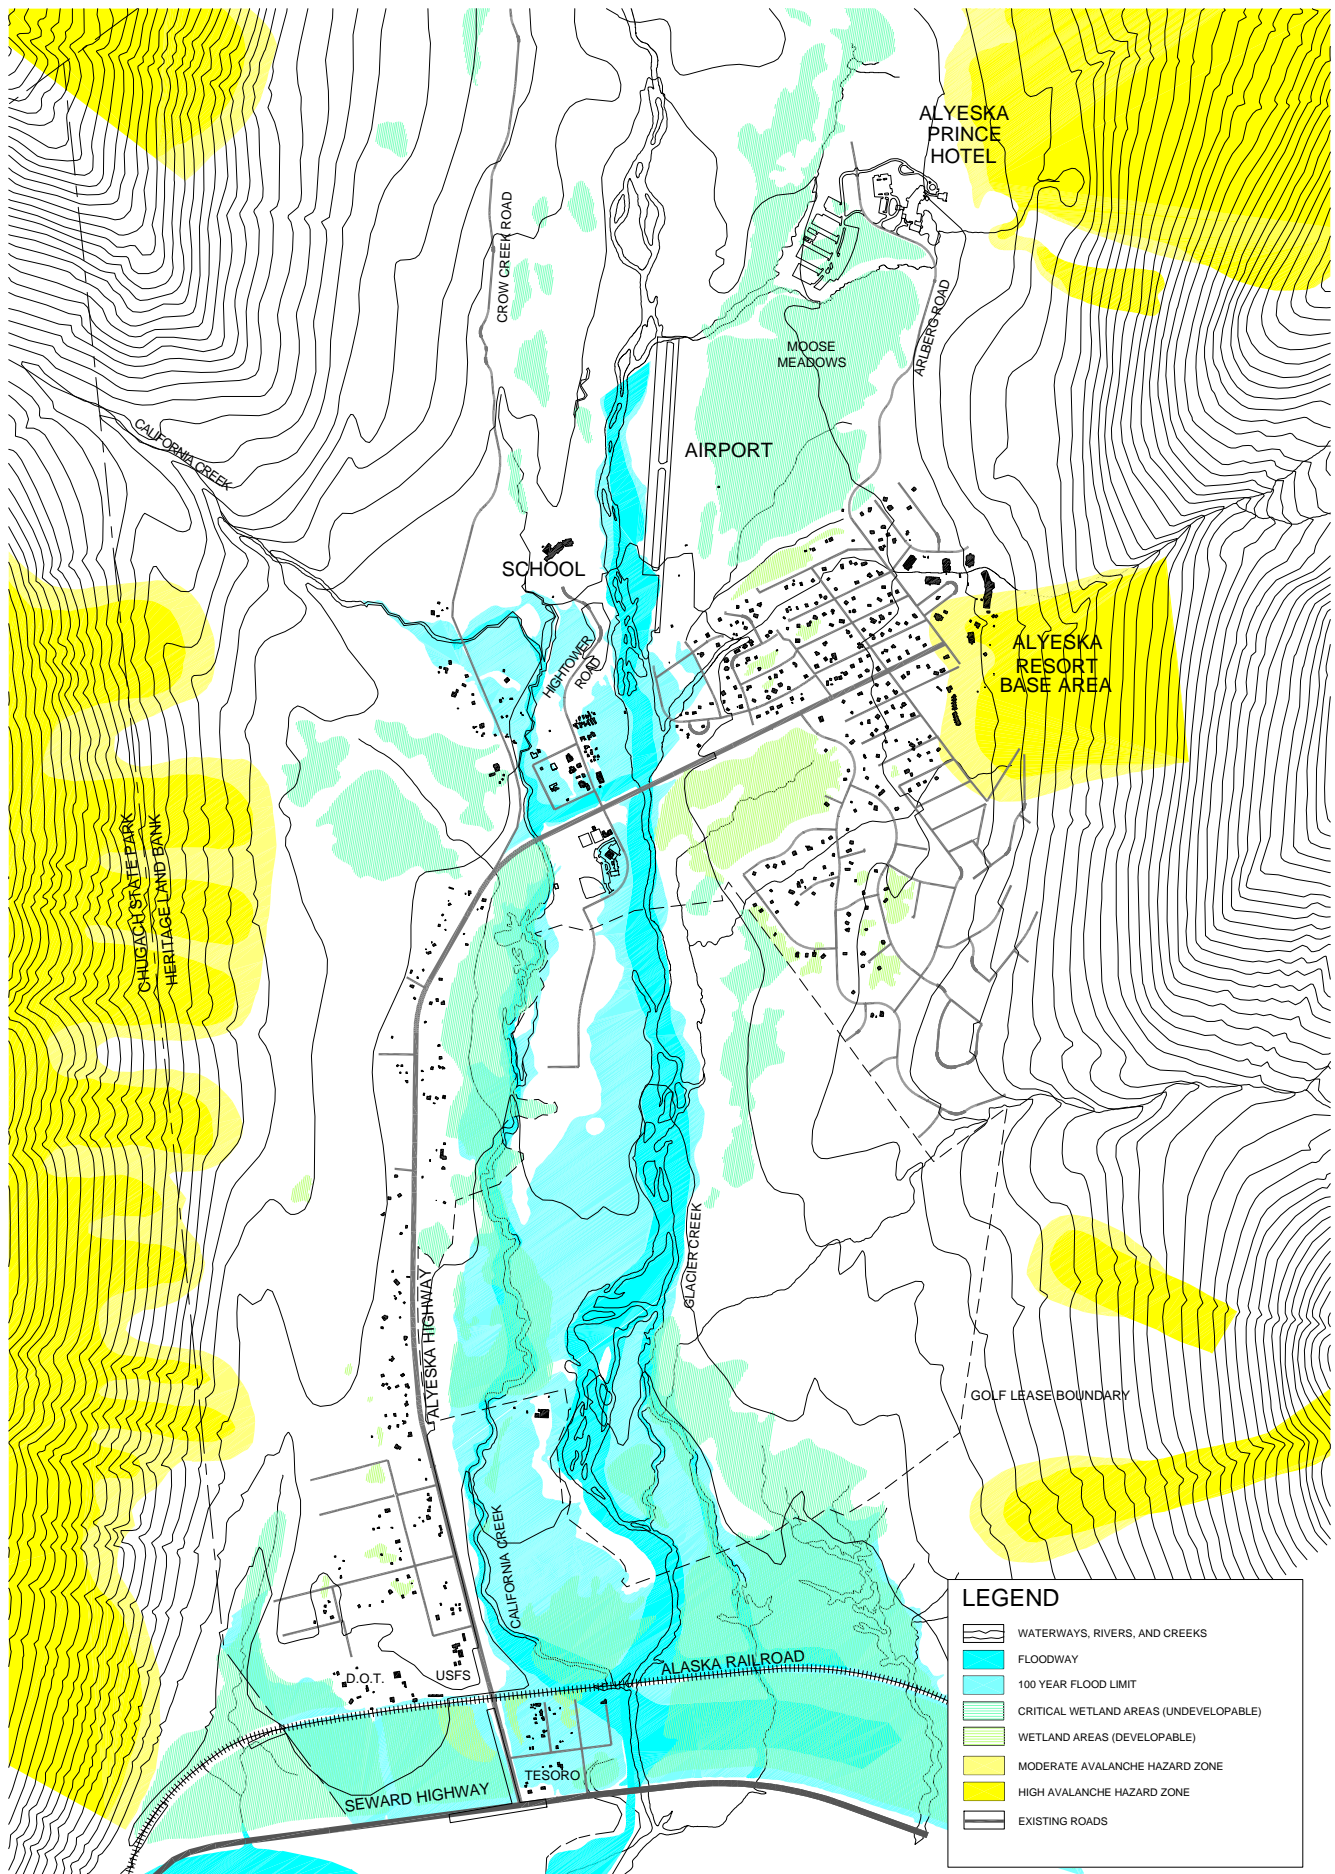 ALYESKA
PRINCE
HOTEL
CROW CREEK ROAD
ARLBERG ROAD
MOOSE
MEADOWS
CALIFORNIA CREEK
AIRPORT
SCHOOL
HIGHTOWER
ROAD
ALYESKA
RESORT
BASE AREA
CHUGACH STATE PARK
HERITAGE LAND BANK
GLACIER CREEK
ALYESKA HIGHWAY
GOLF LEASE BOUNDARY
CALIFORNIA CREEK
D.O.T.
USFS
ALASKA RAILROAD
TESORO
SEWARD HIGHWAY
LEGEND
WATERWAYS, RIVERS, AND CREEKS
FLOODWAY
100 YEAR FLOOD LIMIT
CRITICAL WETLAND AREAS (UNDEVELOPABLE)
WETLAND AREAS (DEVELOPABLE)
MODERATE AVALANCHE HAZARD ZONE
HIGH AVALANCHE HAZARD ZONE
EXISTING ROADS